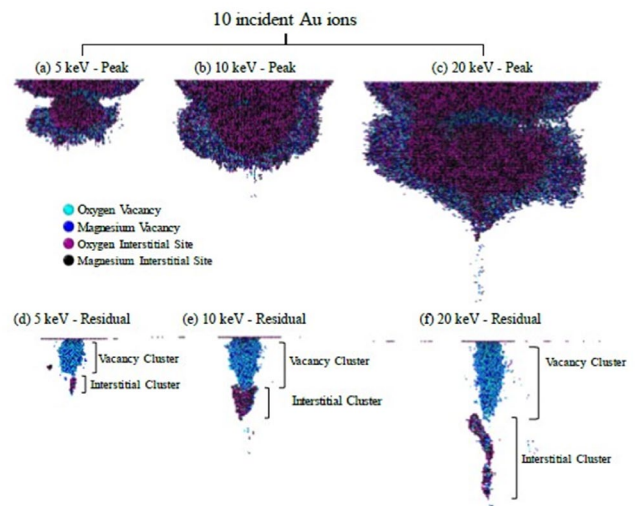 10 incident Au ions
(a) 5 keV - Peak
(b) 10 keV - Peak
(c) 20 keV - Peak
Oxygen Vacancy
Magnesium Vacancy
Oxygen Interstitial Site
Magnesium Interstitial Site
(d) 5 keV - Residual
(e) 10 keV - Residual
(f) 20 keV - Residual
Vacancy Cluster
Interstitial Cluster
Vacancy Cluster
Interstitial Cluster
Vacancy Cluster
Interstitial Cluster